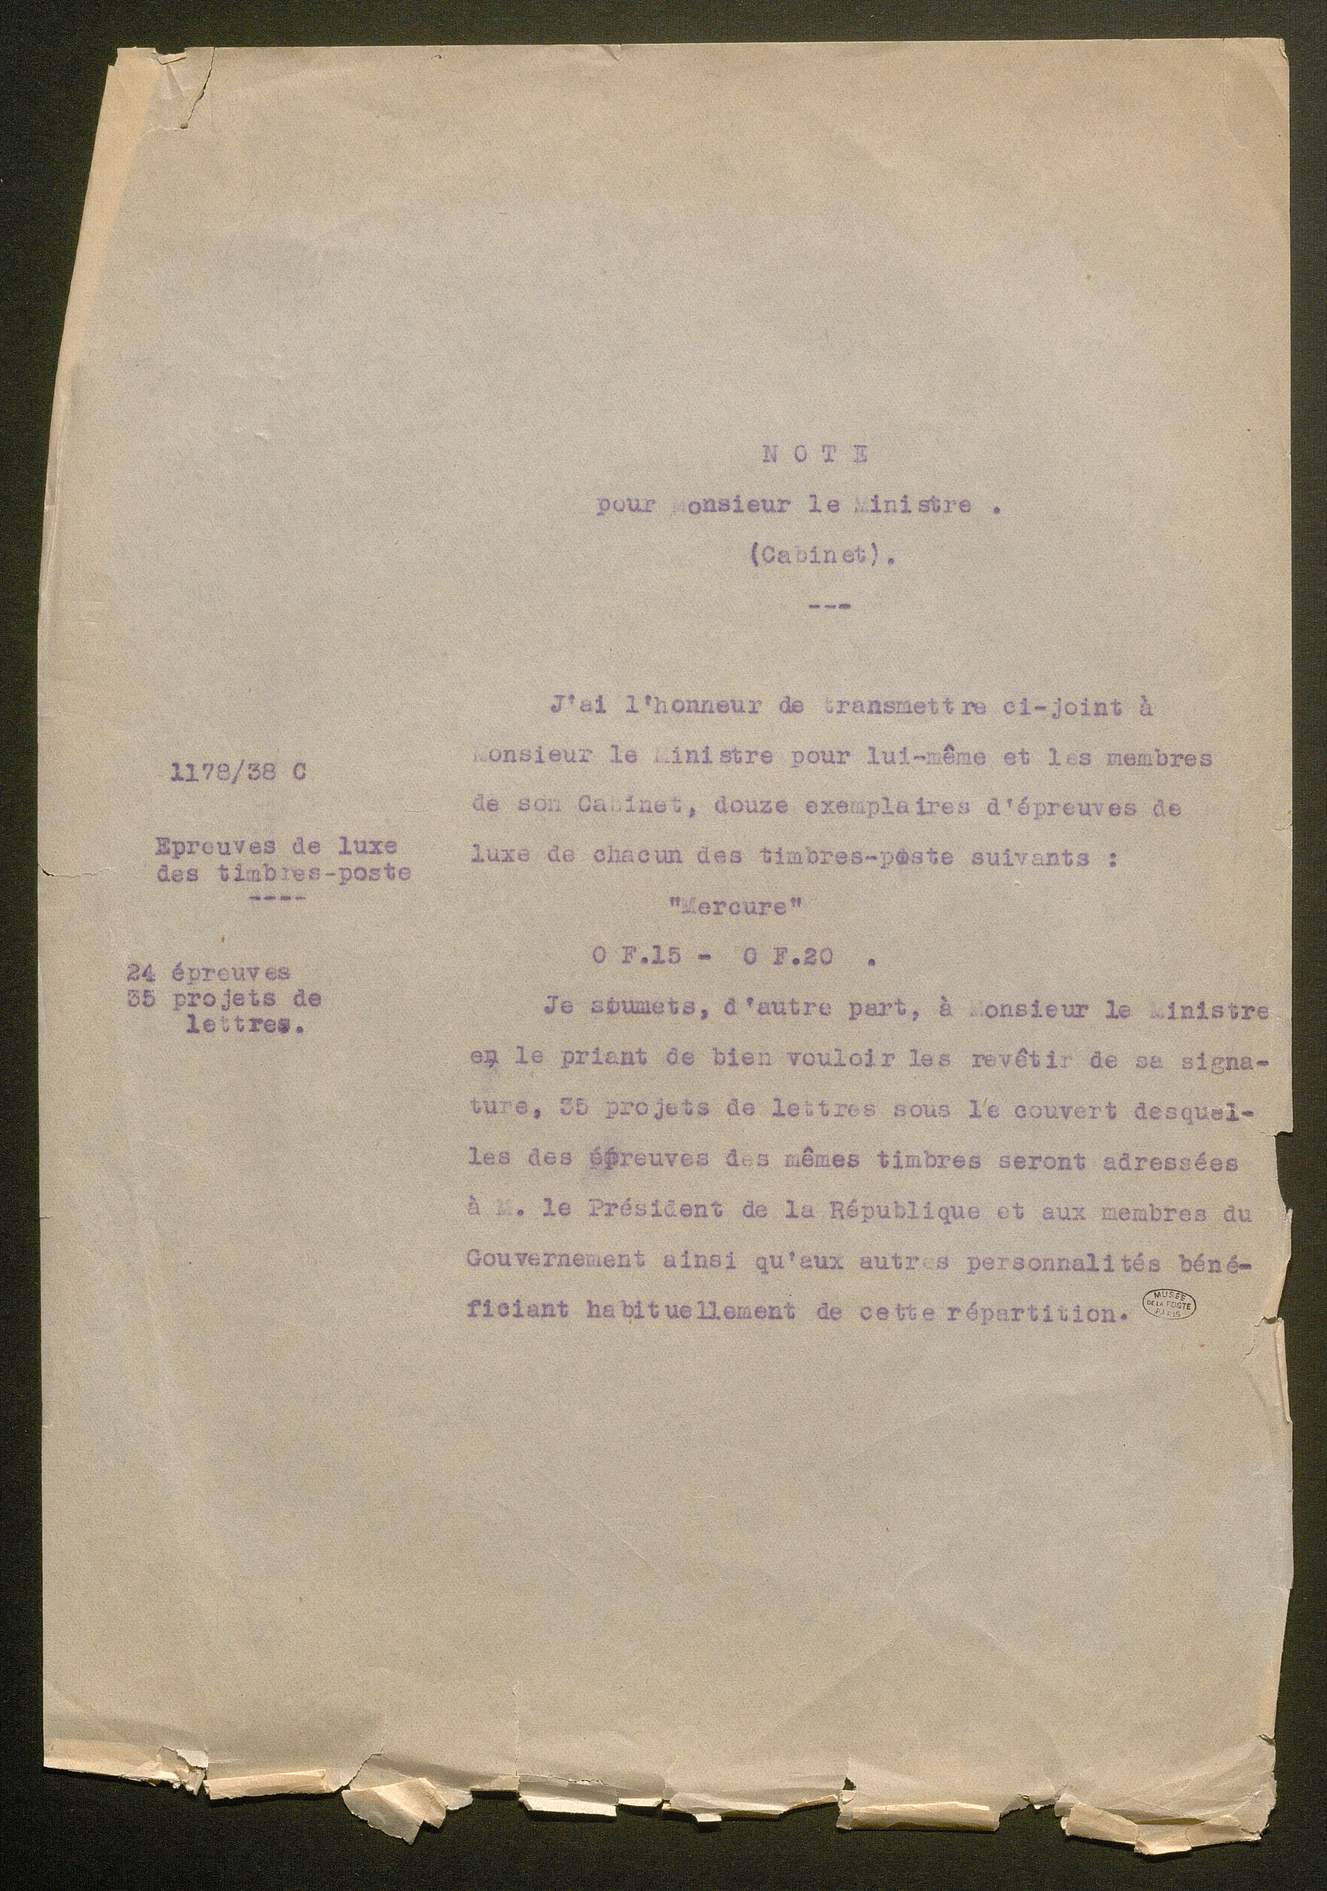 N O T E
pour Monsieur le Ministre .
(Cabinet).
---
J'ai l'honneur de transmettre ci-joint à
Monsieur le Ministre pour lui-même et les membres
de son Cabinet, douze exemplaires d'épreuves de
luxe de chacun des timbres-poste suivants :
"Mercure"
0 F.15 - 0 F.20 .
Je soumets, d'autre part, à Monsieur le Ministre
en le priant de bien vouloir les revêtir de sa signa-
ture, 35 projets de lettres sous le couvert desquel-
les des épreuves des mêmes timbres seront adressées
à M. le Président de la République et aux membres du
Gouvernement ainsi qu'aux autres personnalités béné-
ficiant habituellement de cette répartition.
1178/38 C
Epreuves de luxe
des timbres-poste
----
24 épreuves
35 projets de
lettres.
MUSÉE
DE LA POSTE
PARIS